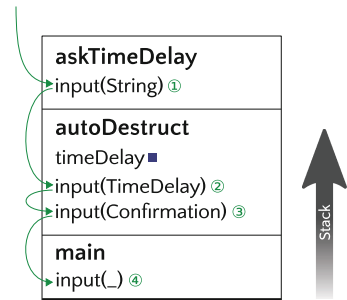 askTimeDelay
input(String) ①
autoDestruct
timeDelay
input(TimeDelay) ②
input(Confirmation) ③
main
input(_) ④
Stack